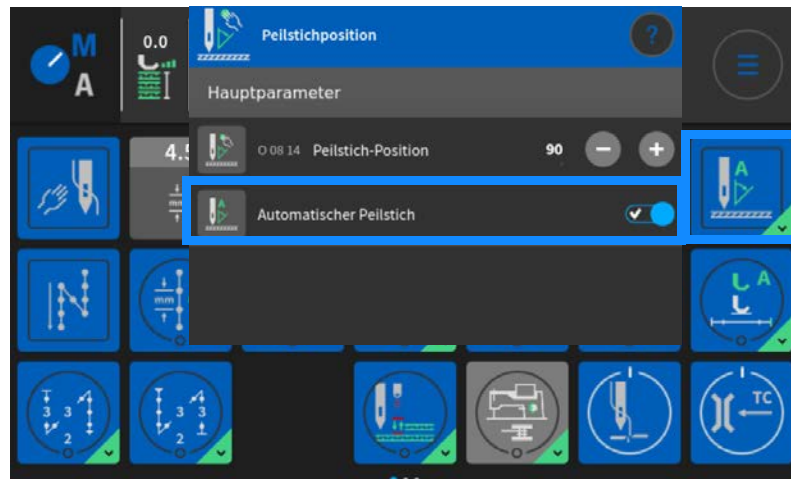 M
A
0.0
Peilstichposition
?
Hauptparameter
4.
O 08 14 Peilstich-Position 90 − +
A
mm
Automatischer Peilstich
mm
A
3 3
2
3 3
2
TC